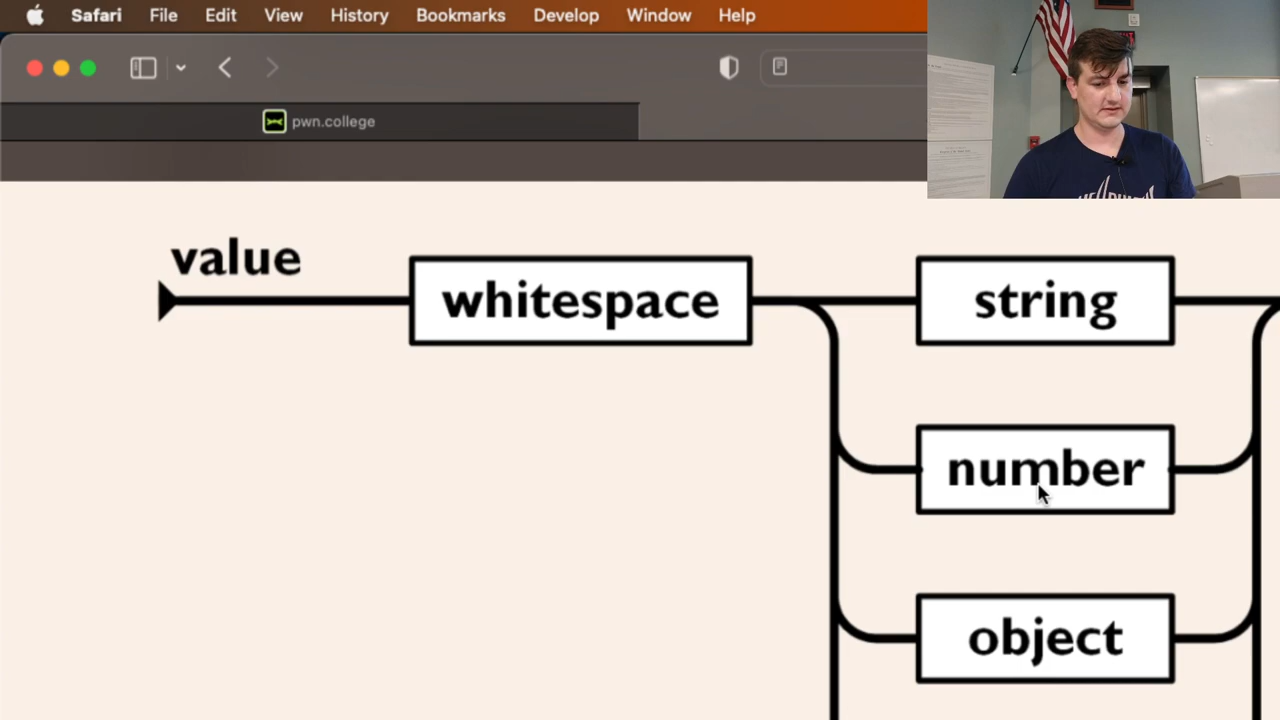 Safari File Edit View History Bookmarks Develop Window Help
pwn.college
value
whitespace
string
number
object